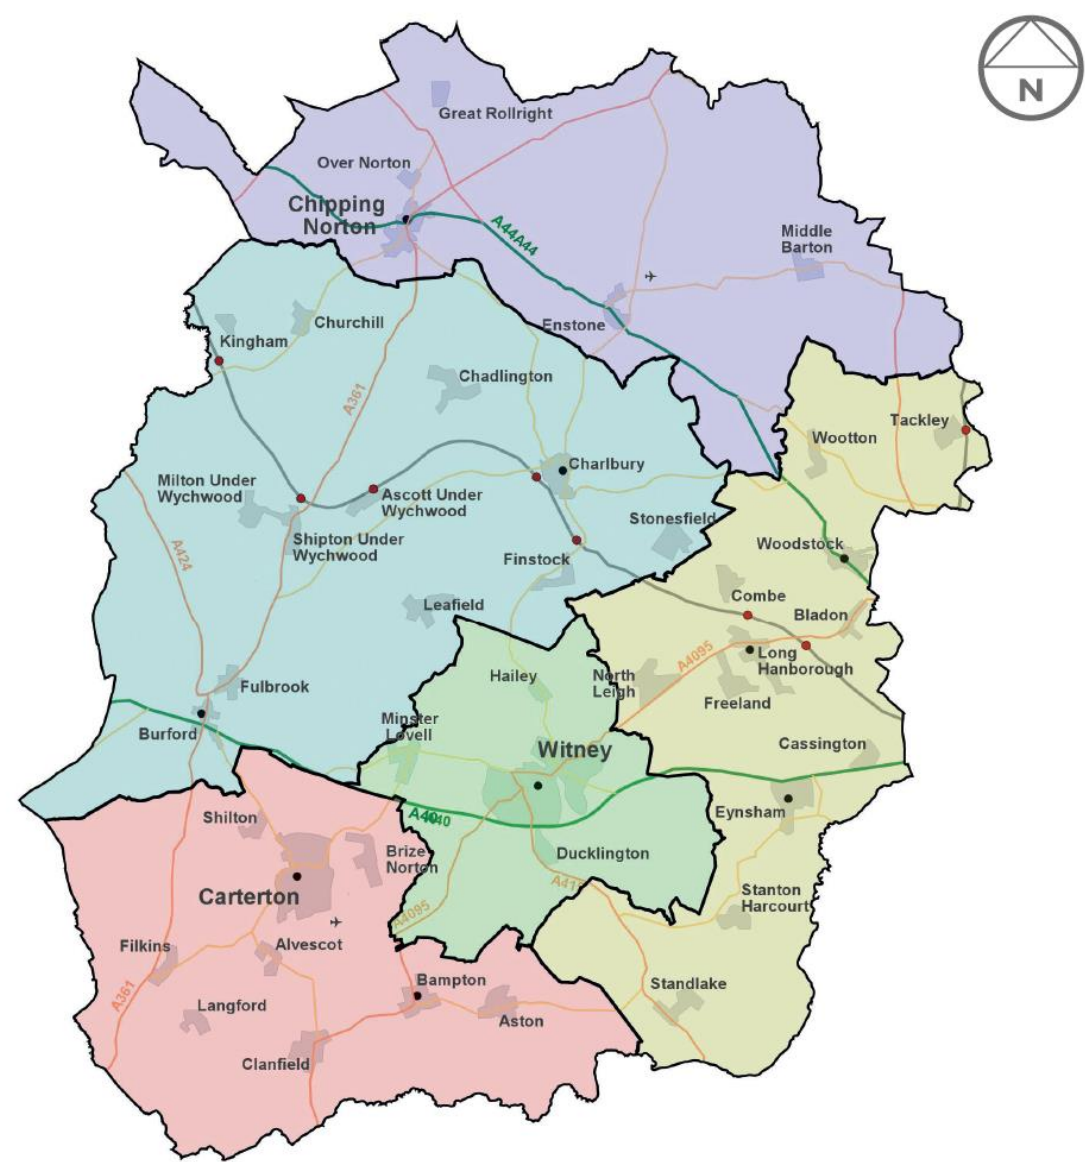 N
Great Rollright
Over Norton
Chipping
Norton
A44A44
Middle
Barton
Enstone
Churchill
Kingham
A361
Chadlington
Tackley
Wootton
Charlbury
Milton Under
Wychwood
Ascott Under
Wychwood
Stonesfield
Shipton Under
Wychwood
A424
Woodstock
Finstock
Combe
Leafield
Bladon
A4095
Long
Hanborough
Hailey
North
Leigh
Fulbrook
Freeland
Minster
Lovell
Burford
Cassington
Witney
Shilton
A40
A40
Eynsham
Brize
Norton
Ducklington
Carterton
Stanton
Harcourt
A4095
Filkins
Alvescot
Bampton
Standlake
A361
Langford
Aston
Clanfield